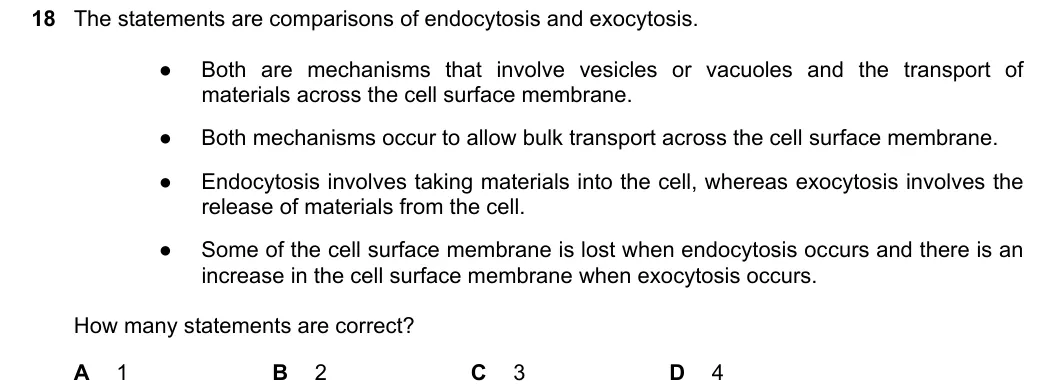 18 The statements are comparisons of endocytosis and exocytosis.
● Both are mechanisms that involve vesicles or vacuoles and the transport of
materials across the cell surface membrane.
● Both mechanisms occur to allow bulk transport across the cell surface membrane.
● Endocytosis involves taking materials into the cell, whereas exocytosis involves the
release of materials from the cell.
● Some of the cell surface membrane is lost when endocytosis occurs and there is an
increase in the cell surface membrane when exocytosis occurs.
How many statements are correct?
A 1 B 2 C 3 D 4